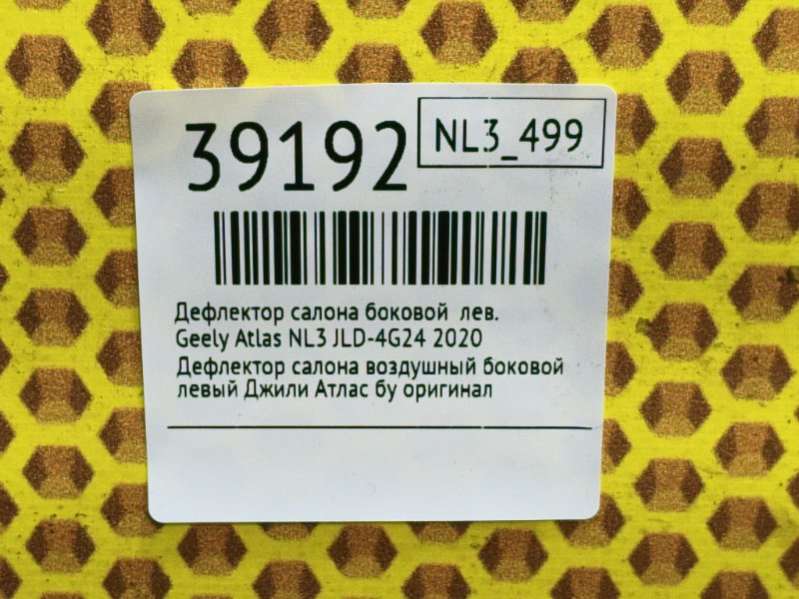 39192
NL3_499
Дефлектор салона боковой лев.
Geely Atlas NL3 JLD-4G24 2020
Дефлектор салона воздушный боковой
левый Джили Атлас бу оригинал